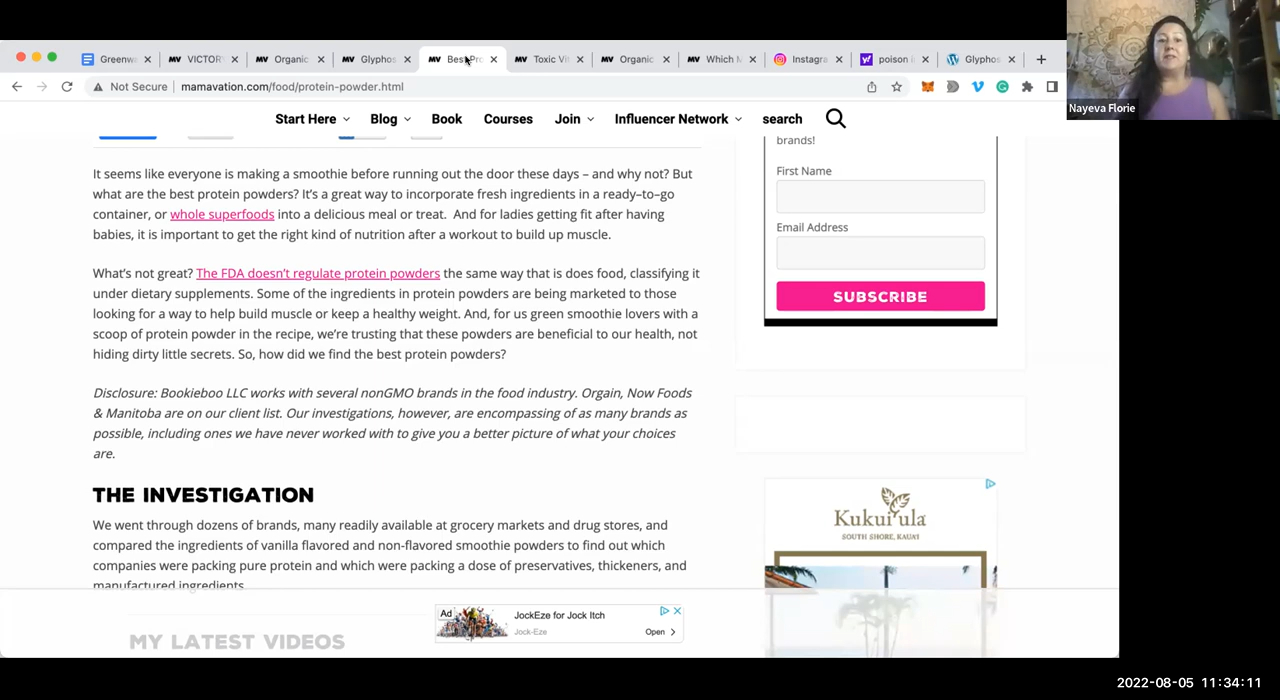 Greenw
VICTOR
Organic
Glyphos
Best Pro
Toxic Vit
Organic
Which M
Instagra
poison i
Glyphos
Nayeva Florie
Not Secure
mamavation.com/food/protein-powder.html
Start Here
Blog
Book
Courses
Join
Influencer Network
search
It seems like everyone is making a smoothie before running out the door these days – and why not? But
what are the best protein powders? It's a great way to incorporate fresh ingredients in a ready–to–go
container, or whole superfoods into a delicious meal or treat. And for ladies getting fit after having
babies, it is important to get the right kind of nutrition after a workout to build up muscle.
What's not great? The FDA doesn't regulate protein powders the same way that is does food, classifying it
under dietary supplements. Some of the ingredients in protein powders are being marketed to those
looking for a way to help build muscle or keep a healthy weight. And, for us green smoothie lovers with a
scoop of protein powder in the recipe, we're trusting that these powders are beneficial to our health, not
hiding dirty little secrets. So, how did we find the best protein powders?
Disclosure: Bookieboo LLC works with several nonGMO brands in the food industry. Orgain, Now Foods
& Manitoba are on our client list. Our investigations, however, are encompassing of as many brands as
possible, including ones we have never worked with to give you a better picture of what your choices
are.
THE INVESTIGATION
We went through dozens of brands, many readily available at grocery markets and drug stores, and
compared the ingredients of vanilla flavored and non-flavored smoothie powders to find out which
companies were packing pure protein and which were packing a dose of preservatives, thickeners, and
manufactured ingredients.
MY LATEST VIDEOS
brands!
First Name
Email Address
SUBSCRIBE
Kukui'ula
SOUTH SHORE, KAUAI
Ad
JockEze for Jock Itch
Jock-Eze
Open
2022-08-05 11:34:11